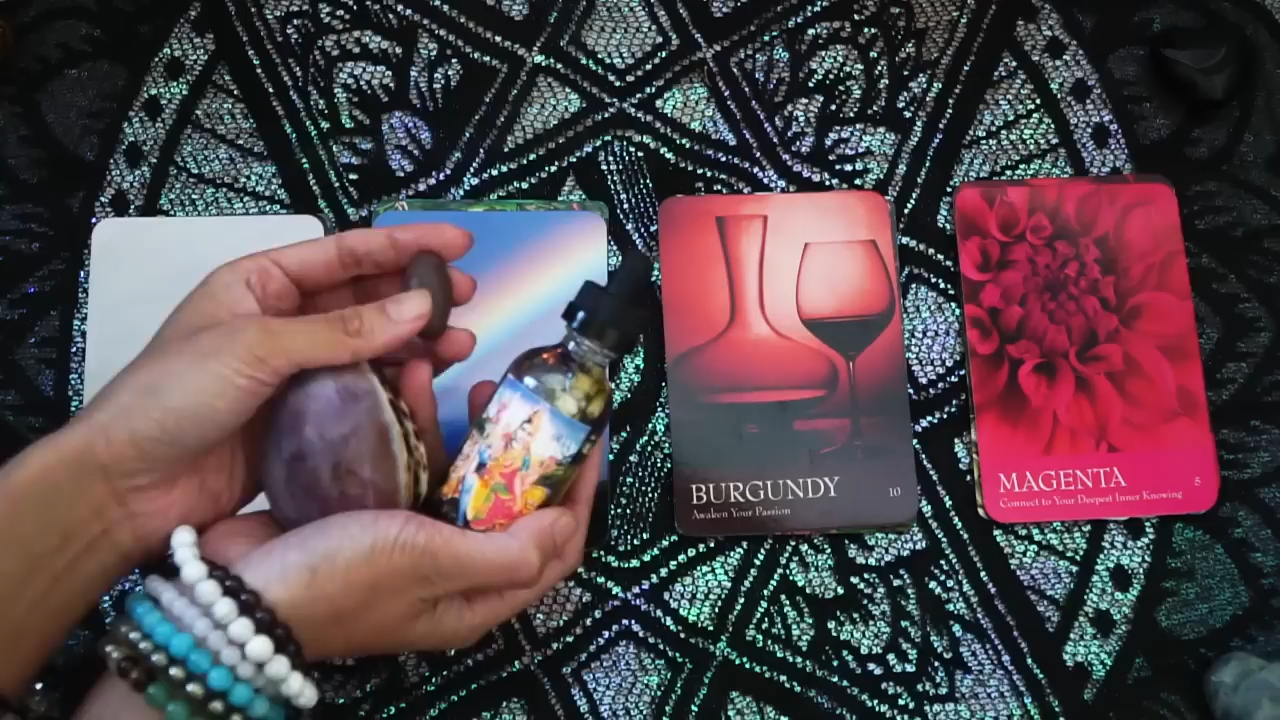 BURGUNDY
10
Awaken Your Passion
MAGENTA
5
Connect to Your Deepest Inner Knowing